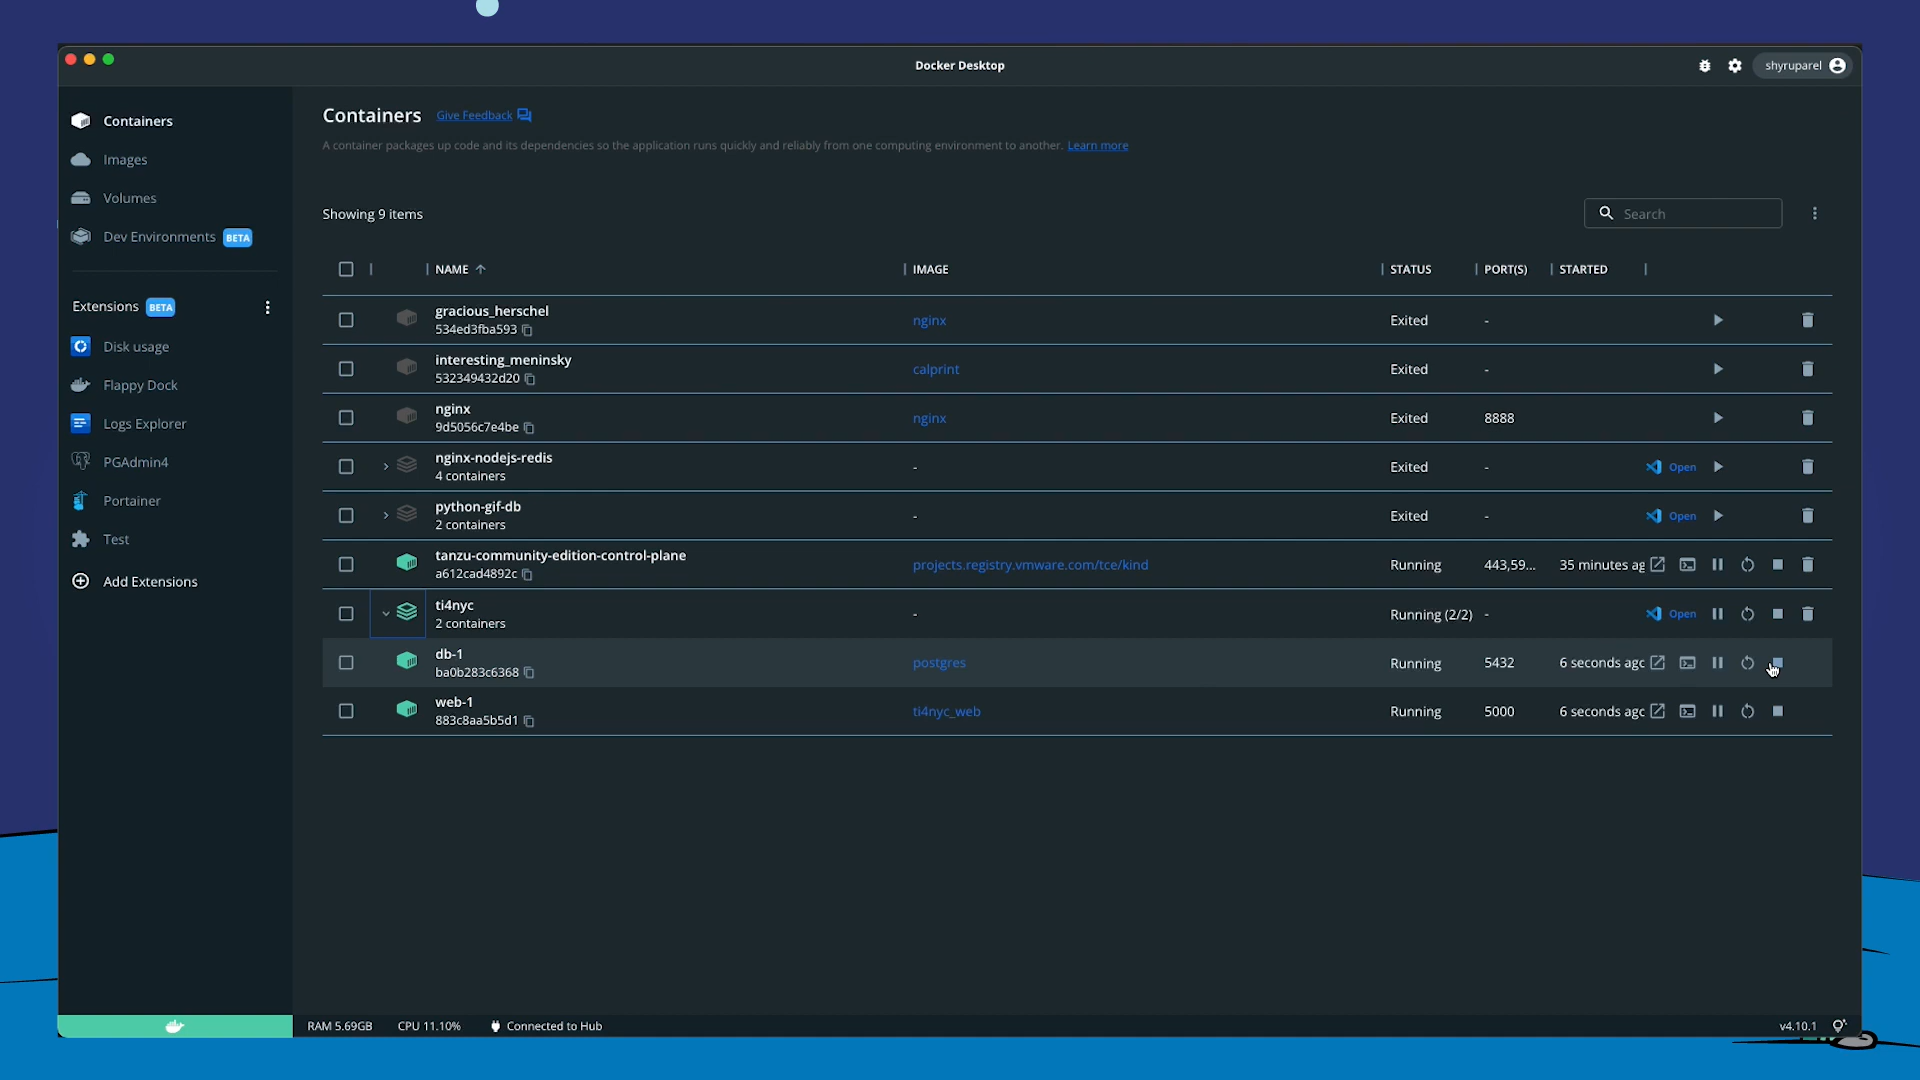 Docker Desktop
shyruparel
Containers
Images
Volumes
Dev Environments BETA
Extensions BETA
Disk usage
Flappy Dock
Logs Explorer
PGAdmin4
Portainer
Test
Add Extensions
Containers Give Feedback
A container packages up code and its dependencies so the application runs quickly and reliably from one computing environment to another. Learn more
Showing 9 items
Search
NAME IMAGE STATUS PORT(S) STARTED
gracious_herschel
534ed3fba593
nginx Exited -
interesting_meninsky
532349432d20
calprint Exited -
nginx
9d5056c7e4be
nginx Exited 8888
nginx-nodejs-redis
4 containers
- Exited - Open
python-gif-db
2 containers
- Exited - Open
tanzu-community-edition-control-plane
a612cad4892c
projects.registry.vmware.com/tce/kind Running 443,59... 35 minutes ag
ti4nyc
2 containers
- Running (2/2) - Open
db-1
ba0b283c6368
postgres Running 5432 6 seconds agc
web-1
883c8aa5b5d1
ti4nyc_web Running 5000 6 seconds agc
RAM 5.69GB CPU 11.10% Connected to Hub
v4.10.1